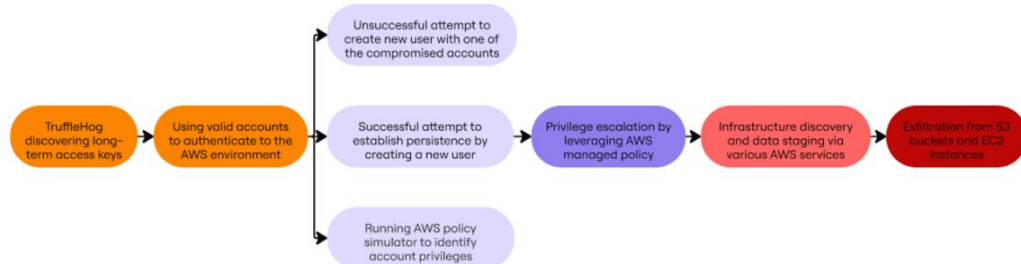 Unsuccessful attempt to
create new user with one of
the compromised accounts
TruffleHog
discovering long-
term access keys
Using valid accounts
to authenticate to the
AWS environment
Successful attempt to
establish persistence by
creating a new user
Privilege escalation by
leveraging AWS
managed policy
Infrastructure discovery
and data staging via
various AWS services
Exfiltration from S3
buckets and EC2
instances
Running AWS policy
simulator to identify
account privileges